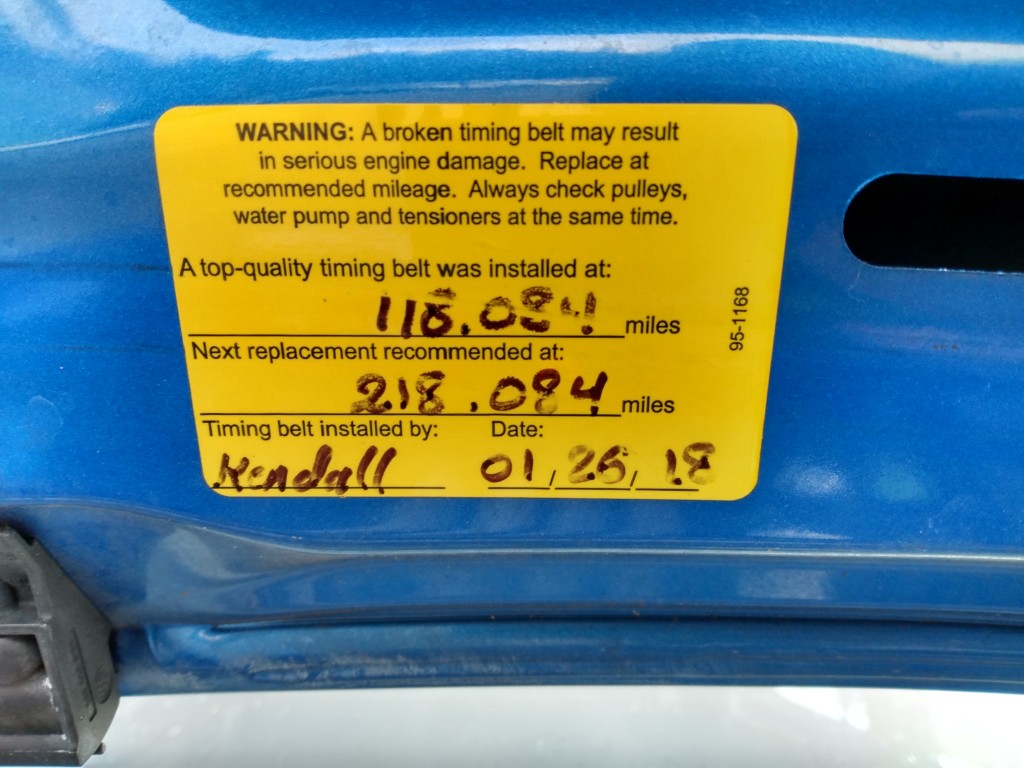 WARNING: A broken timing belt may result
in serious engine damage. Replace at
recommended mileage. Always check pulleys,
water pump and tensioners at the same time.
A top-quality timing belt was installed at:
118.084 miles
95-1168
Next replacement recommended at:
218.084 miles
Timing belt installed by: Date:
Kendall 01/26/18